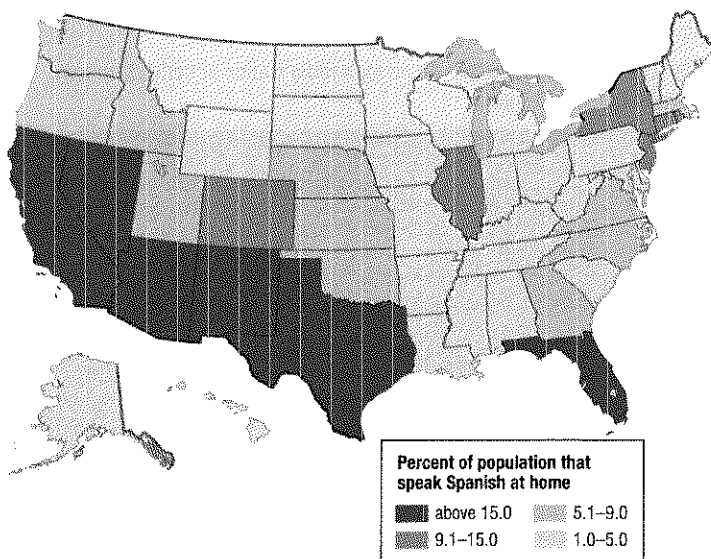 Percent of population that
speak Spanish at home
above 15.0
5.1–9.0
9.1–15.0
1.0–5.0